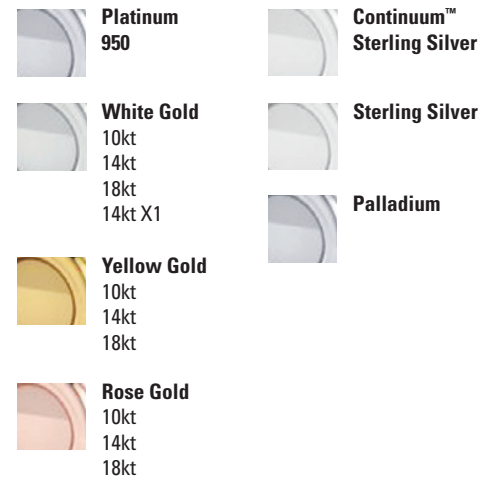 Platinum
950
White Gold
10kt
14kt
18kt
14kt X1
Yellow Gold
10kt
14kt
18kt
Rose Gold
10kt
14kt
18kt
Continuum™
Sterling Silver
Sterling Silver
Palladium